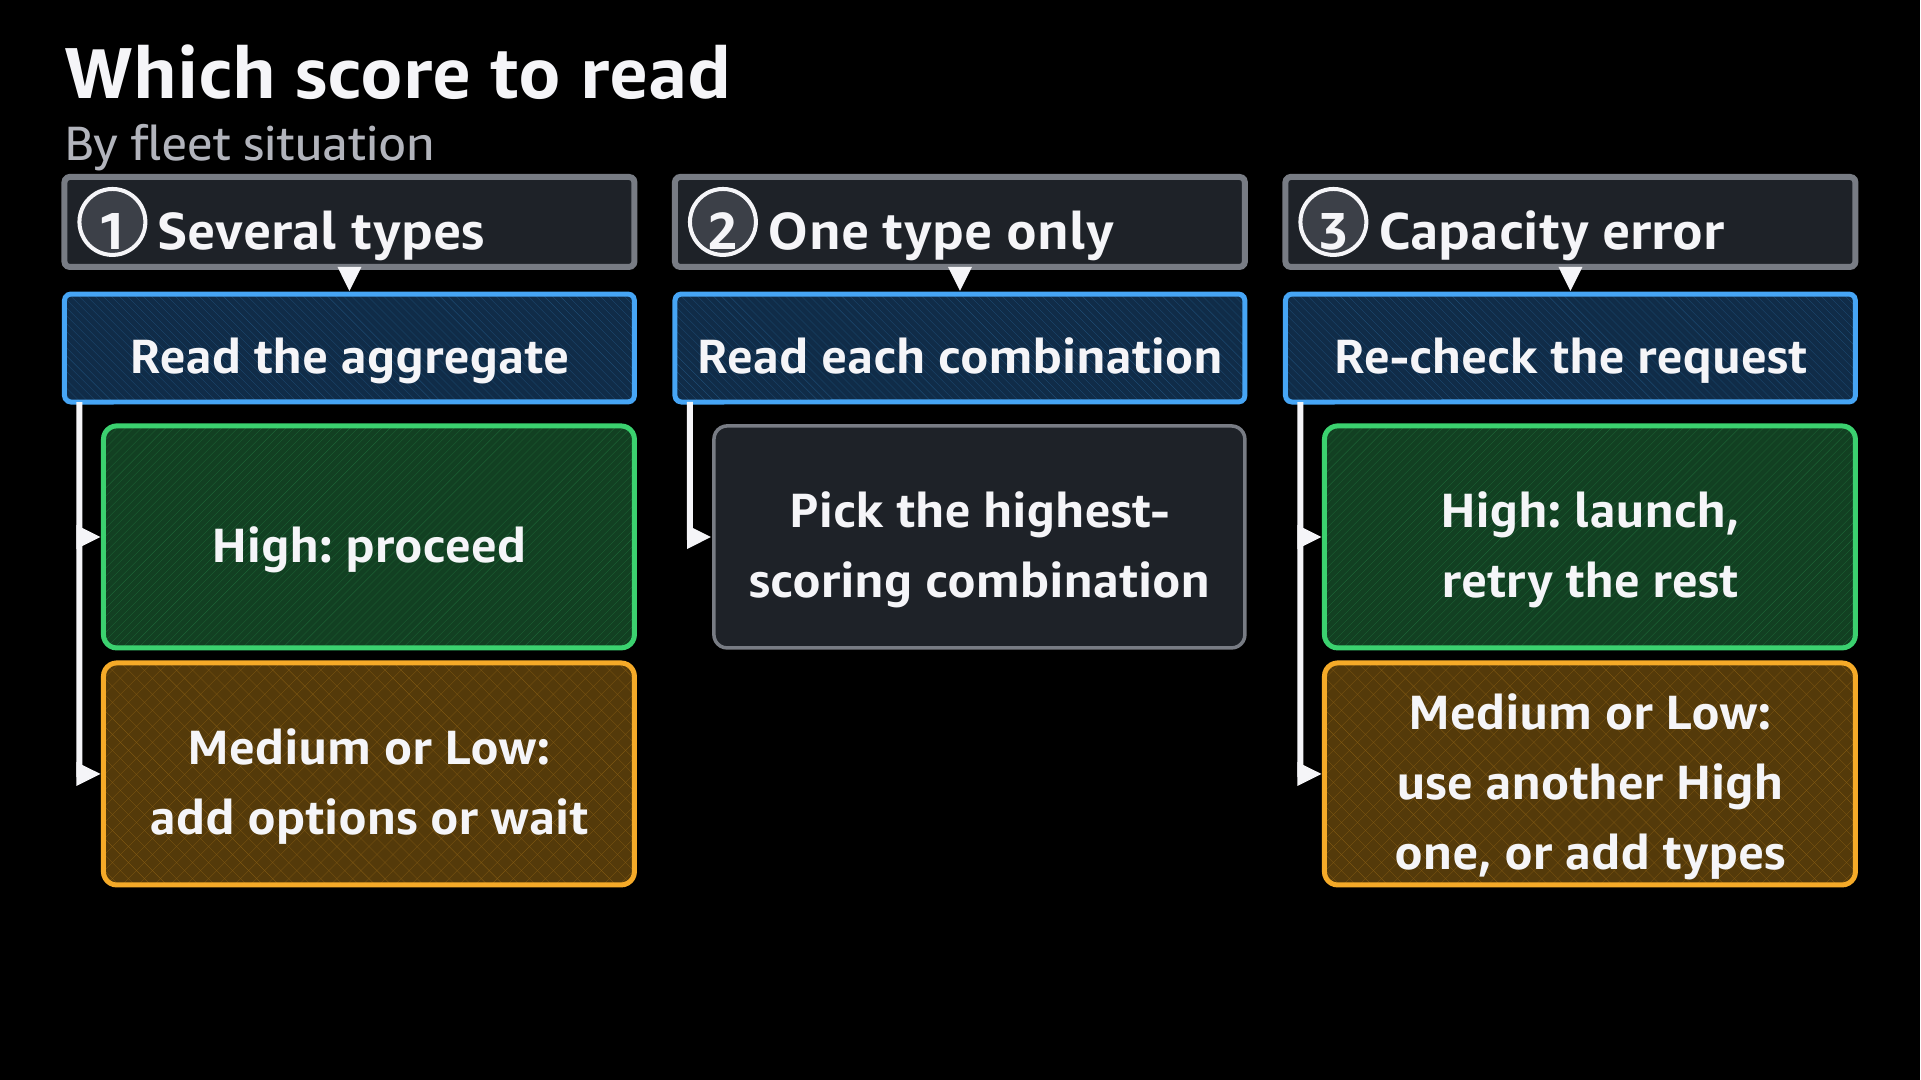 Which score to read
By fleet situation
1 Several types
Read the aggregate
High: proceed
Medium or Low:
add options or wait
2 One type only
Read each combination
Pick the highest-
scoring combination
3 Capacity error
Re-check the request
High: launch,
retry the rest
Medium or Low:
use another High
one, or add types